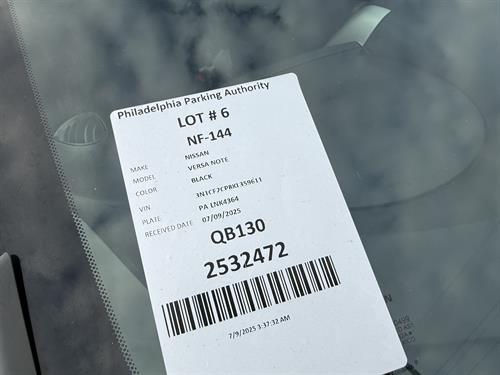 Philadelphia Parking Authority
LOT # 6
NF-144
MAKE NISSAN
MODEL VERSA NOTE
COLOR BLACK
VIN 3N1CE2CP8KL359611
PLATE PA LNK4364
RECEIVED DATE 07/09/2025
QB130
2532472
7/9/2025 3:37:32 AM